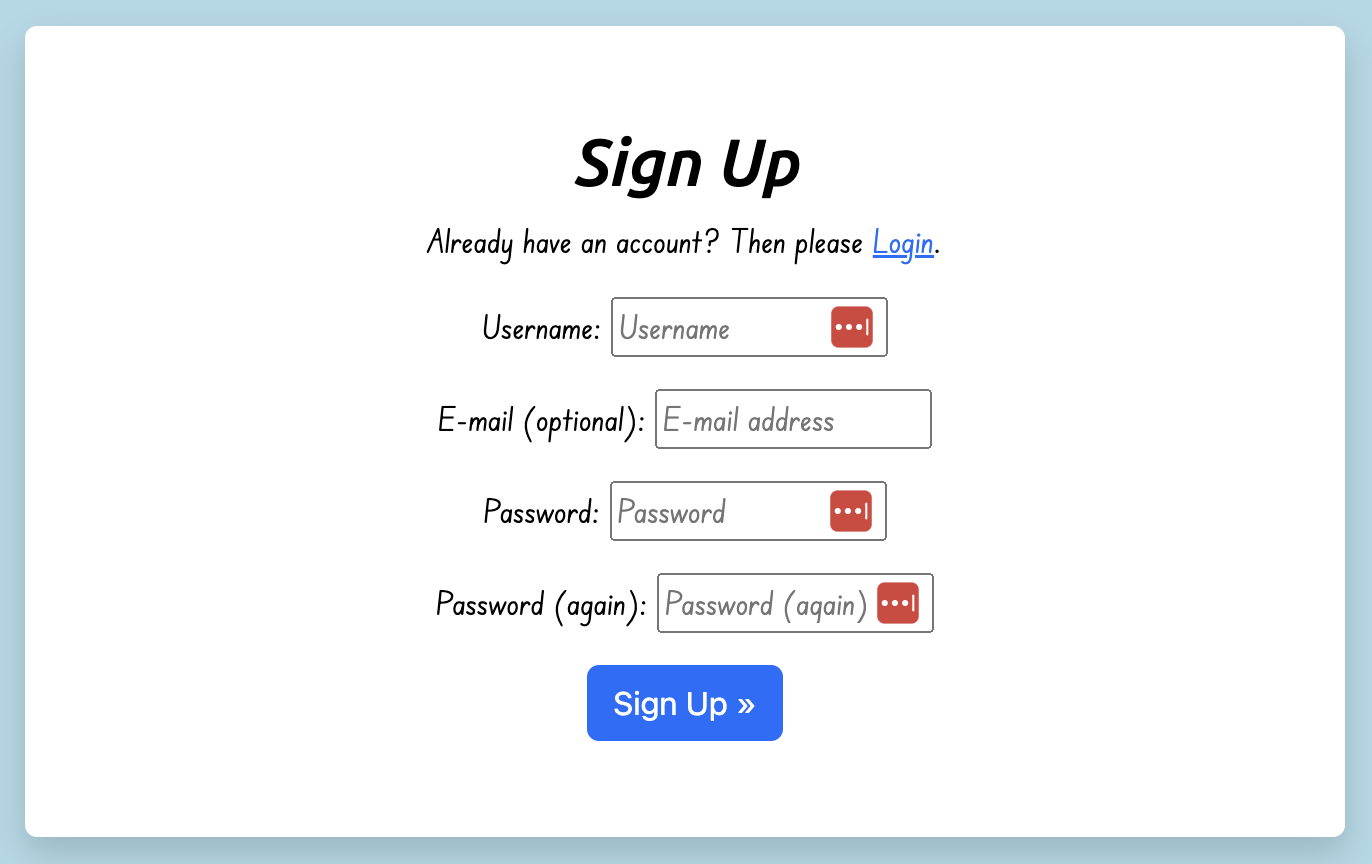 Sign Up
Already have an account? Then please Login.
Username: Username
E-mail (optional): E-mail address
Password: Password
Password (again): Password (again)
Sign Up »